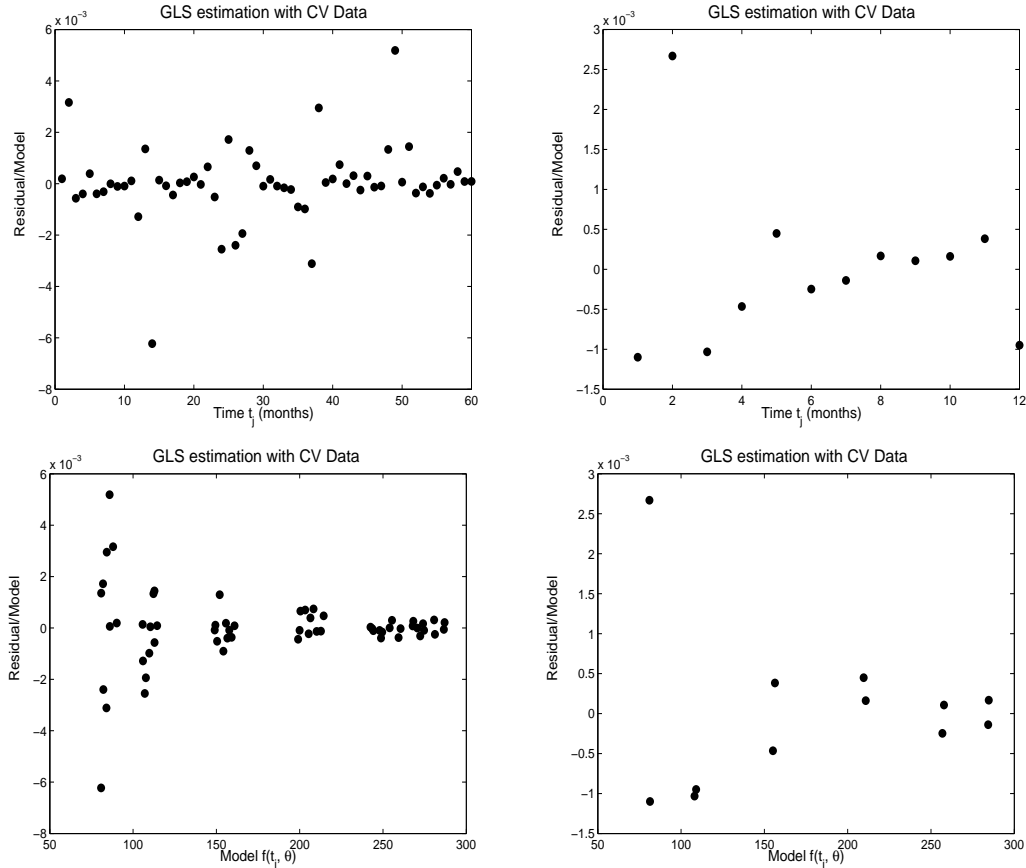 GLS estimation with CV Data
x 10⁻³
6
4
2
0
−2
−4
−6
−8
Residual/Model
0 10 20 30 40 50 60
Time t_j (months)
GLS estimation with CV Data
x 10⁻³
3
2.5
2
1.5
1
0.5
0
−0.5
−1
−1.5
Residual/Model
0 2 4 6 8 10 12
Time t_j (months)
GLS estimation with CV Data
x 10⁻³
6
4
2
0
−2
−4
−6
−8
Residual/Model
50 100 150 200 250 300
Model f(t_j, θ)
GLS estimation with CV Data
x 10⁻³
3
2.5
2
1.5
1
0.5
0
−0.5
−1
−1.5
Residual/Model
50 100 150 200 250 300
Model f(t_j, θ)